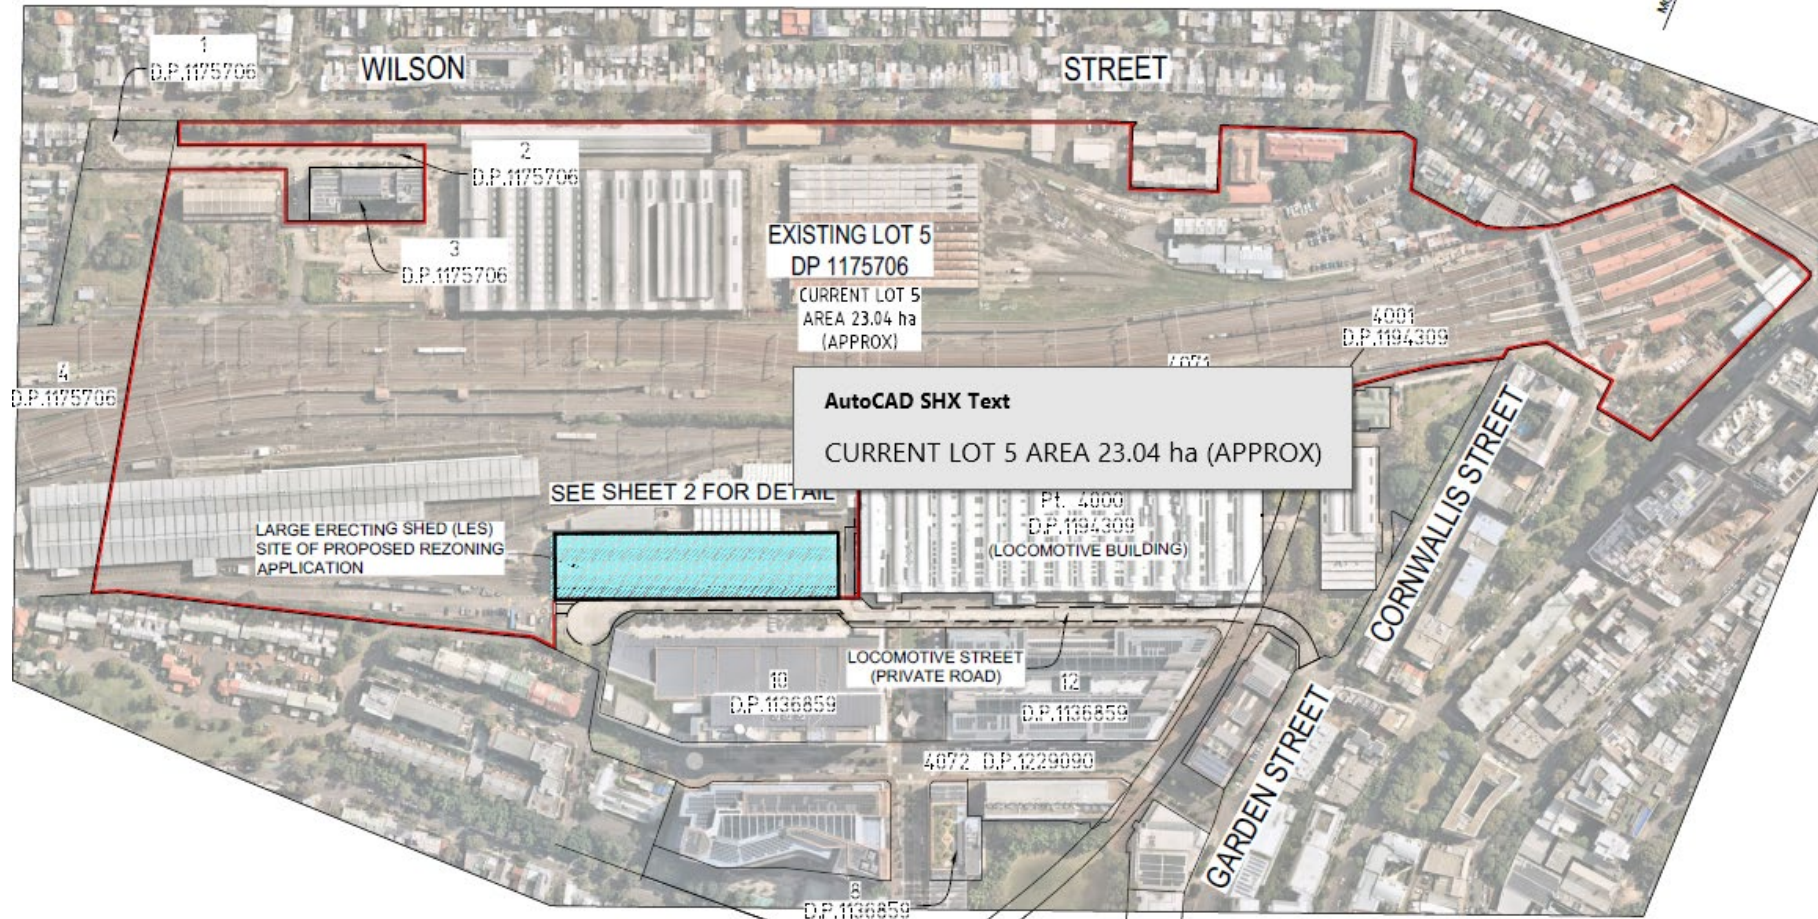 1
D.P.1175706
WILSON
STREET
2
D.P.1175706
3
D.P.1175706
EXISTING LOT 5
DP 1175706
CURRENT LOT 5
AREA 23.04 ha
(APPROX)
4001
D.P.1194309
4
D.P.1175706
4071
AutoCAD SHX Text
CURRENT LOT 5 AREA 23.04 ha (APPROX)
SEE SHEET 2 FOR DETAIL
Pt. 4000
D.P.1194309
(LOCOMOTIVE BUILDING)
LARGE ERECTING SHED (LES)
SITE OF PROPOSED REZONING
APPLICATION
CORNWALLIS STREET
LOCOMOTIVE STREET
(PRIVATE ROAD)
10
D.P.1136859
12
D.P.1136859
4072 D.P.1229090
GARDEN STREET
8
D.P.1136859